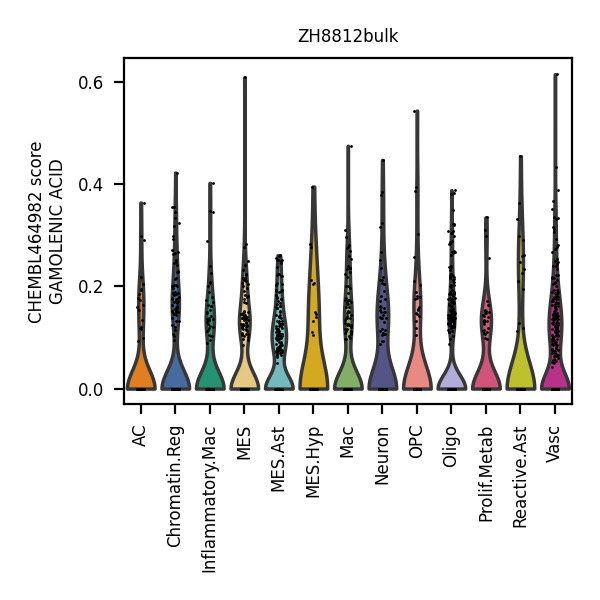 ZH8812bulk
CHEMBL464982 score
GAMOLENIC ACID
0.6
0.4
0.2
0.0
AC
Chromatin.Reg
Inflammatory.Mac
MES
MES.Ast
MES.Hyp
Mac
Neuron
OPC
Oligo
Prolif.Metab
Reactive.Ast
Vasc